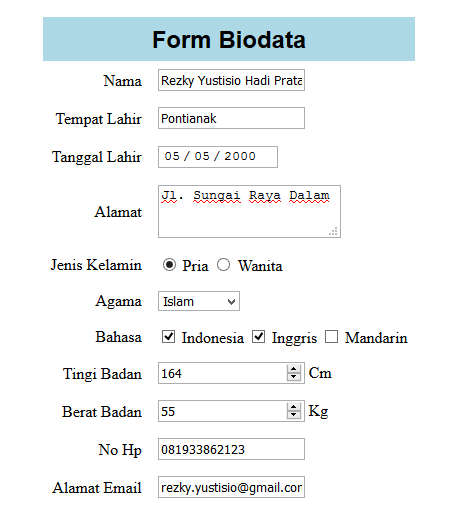 Form Biodata
Nama Rezky Yustisio Hadi
Tempat Lahir Pontianak
Tanggal Lahir 05 / 05 / 2000
Alamat Jl. Sungai Raya Dalam
Jenis Kelamin Pria Wanita
Agama Islam
Bahasa Indonesia Inggris Mandarin
Tingi Badan 164 Cm
Berat Badan 55 Kg
No Hp 081933862123
Alamat Email rezky.yustisio@gmail.cor